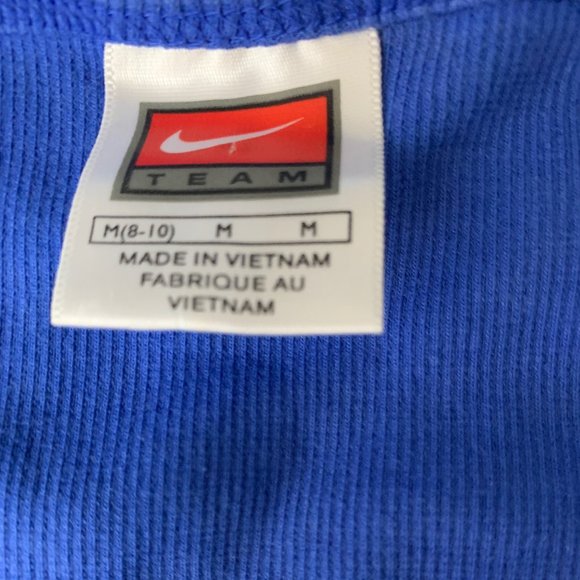 TEAM
M(8-10) M M
MADE IN VIETNAM
FABRIQUE AU
VIETNAM